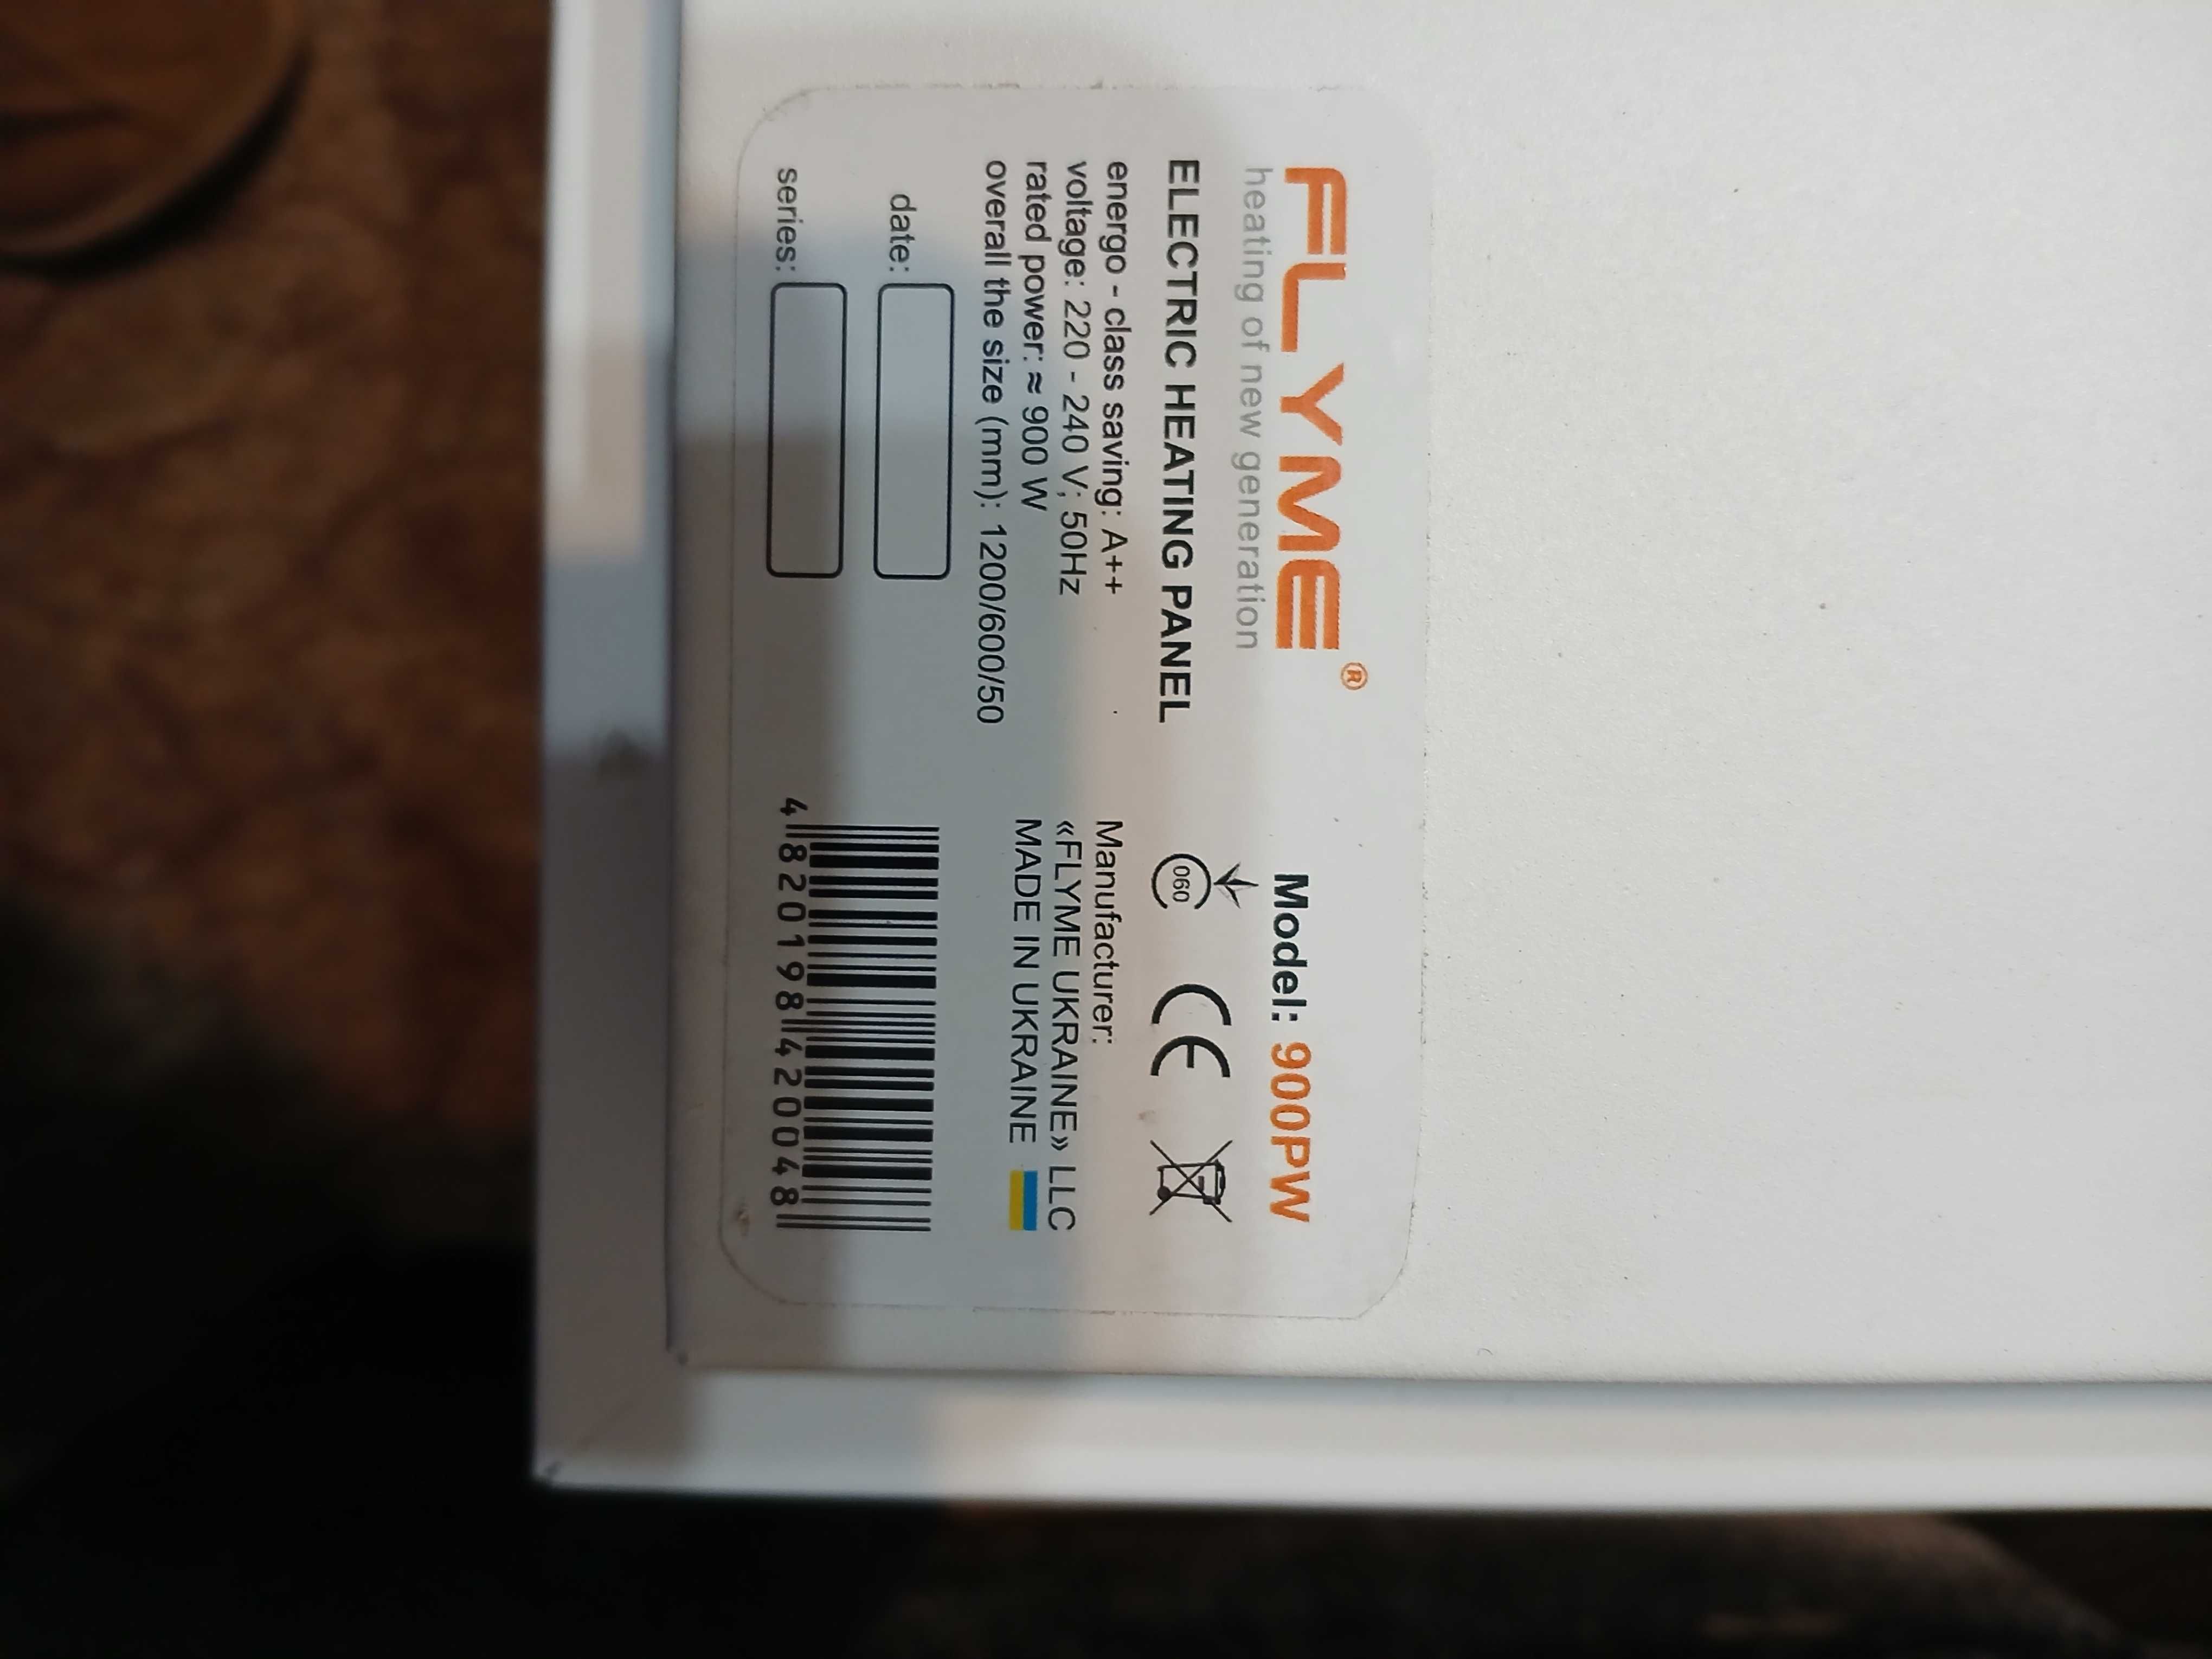 FLYME®
heating of new generation
Model: 900PW
ELECTRIC HEATING PANEL
060
CE
energo - class saving: A++
voltage: 220 - 240 V; 50Hz
rated power: ≈ 900 W
overall the size (mm): 1200/600/50
Manufacturer:
«FLYME UKRAINE» LLC
MADE IN UKRAINE
date:
series:
4 820198 420048